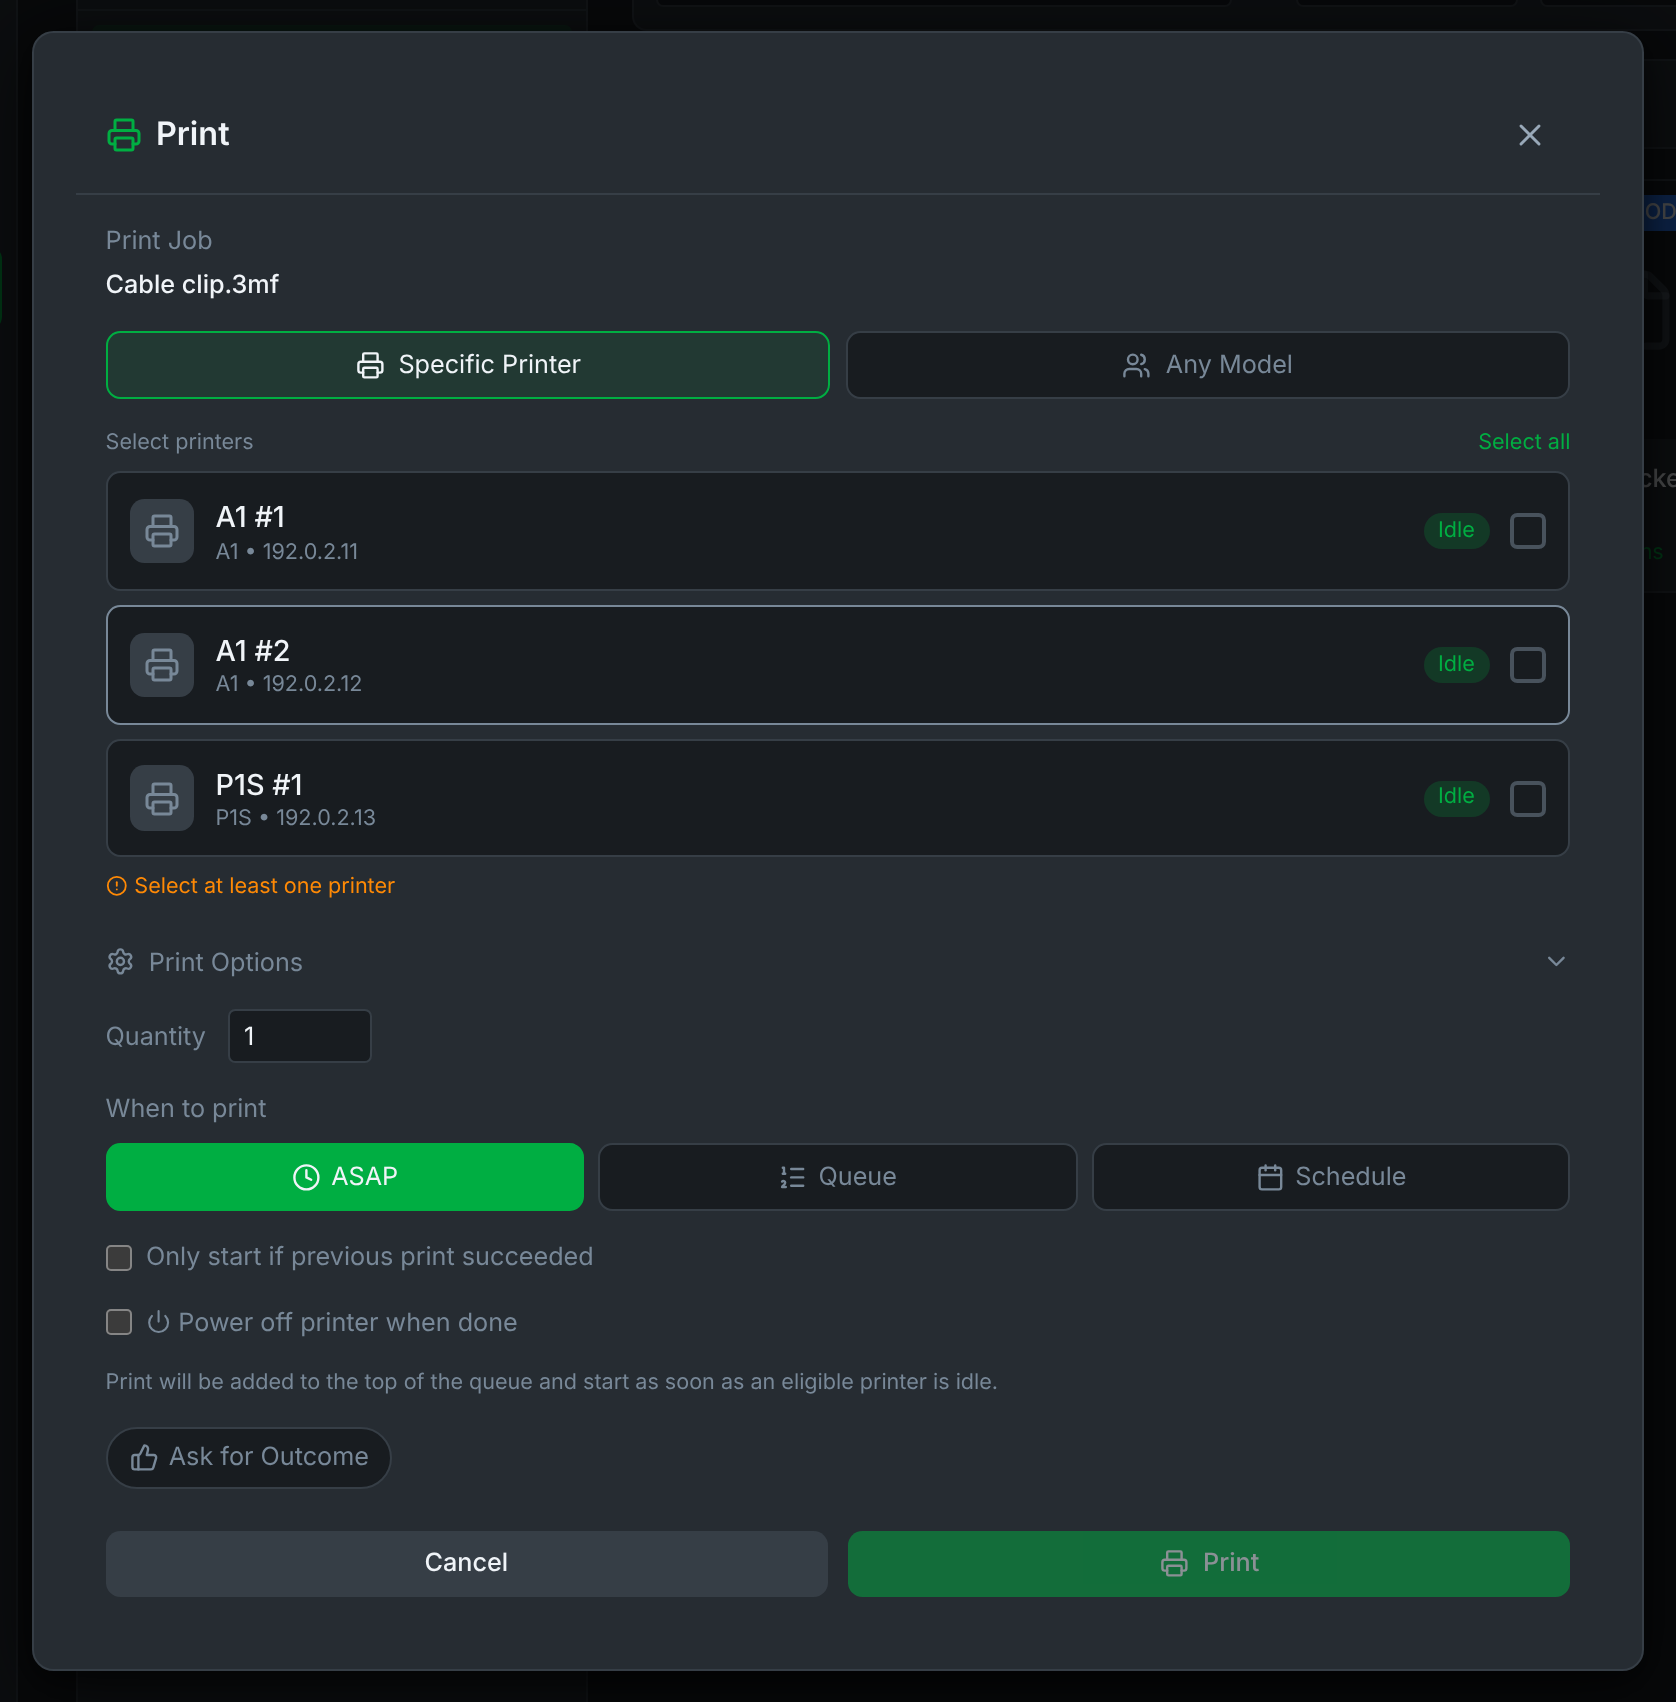 Print
Print Job
Cable clip.3mf
Specific Printer
Any Model
Select printers
Select all
A1 #1
A1 • 192.0.2.11
Idle
A1 #2
A1 • 192.0.2.12
Idle
P1S #1
P1S • 192.0.2.13
Idle
Select at least one printer
Print Options
Quantity
1
When to print
ASAP
Queue
Schedule
Only start if previous print succeeded
Power off printer when done
Print will be added to the top of the queue and start as soon as an eligible printer is idle.
Ask for Outcome
Cancel
Print